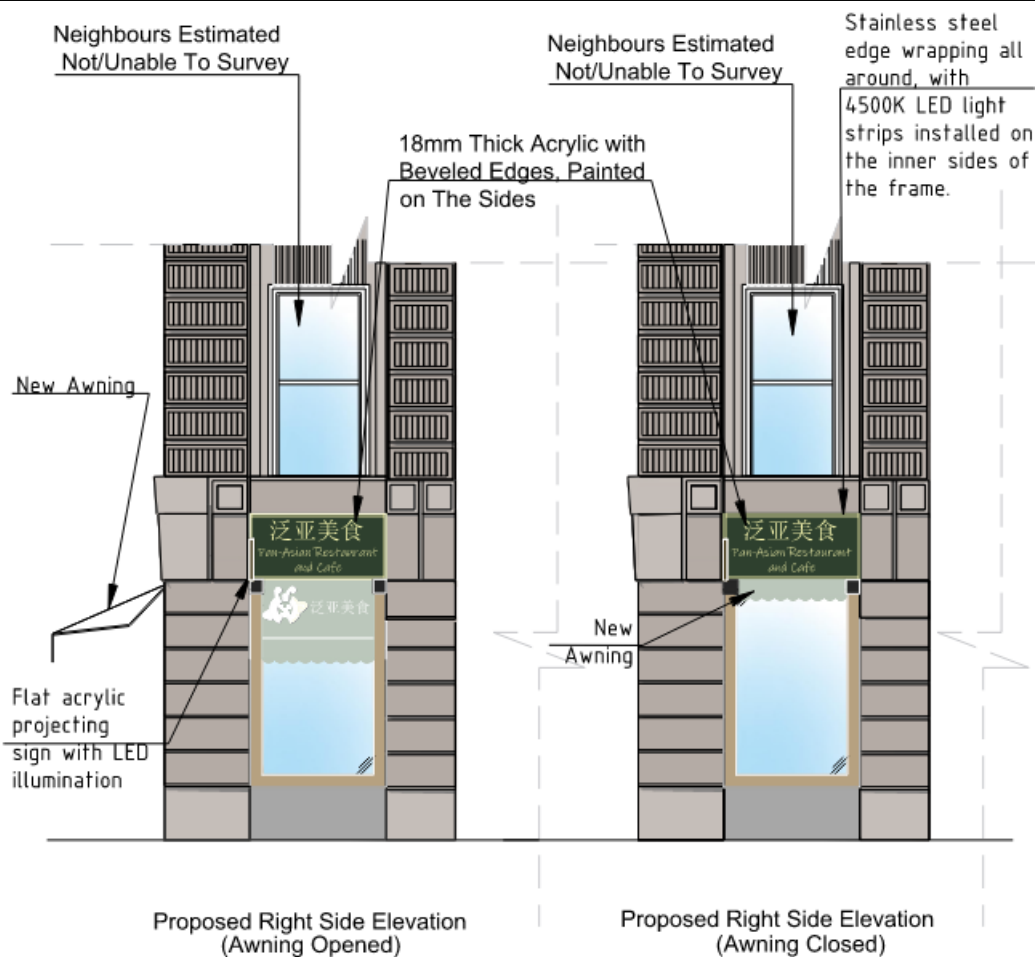 Neighbours Estimated
Not/Unable To Survey
Neighbours Estimated
Not/Unable To Survey
Stainless steel
edge wrapping all
around, with
4500K LED light
strips installed on
the inner sides of
the frame.
18mm Thick Acrylic with
Beveled Edges, Painted
on The Sides
New Awning
泛亚美食
Pan-Asian Restaurant
and Cafe
泛亚美食
泛亚美食
Pan-Asian Restaurant
and Cafe
New
Awning
Flat acrylic
projecting
sign with LED
illumination
Proposed Right Side Elevation
(Awning Opened)
Proposed Right Side Elevation
(Awning Closed)